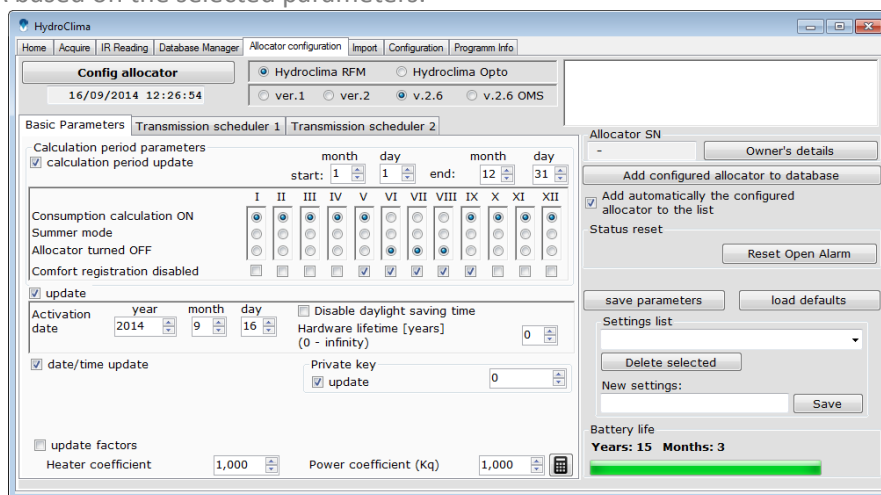 based on the selected parameters.
HydroClima
Home Acquire IR Reading Database Manager Allocator configuration Import Configuration Programm Info
Config allocator
Hydroclima RFM Hydroclima Opto
16/09/2014 12:26:54
ver.1 ver.2 v.2.6 v.2.6 OMS
Basic Parameters Transmission scheduler 1 Transmission scheduler 2
Calculation period parameters
calculation period update
month day month day
start: 1 1 end: 12 31
I II III IV V VI VII VIII IX X XI XII
Consumption calculation ON
Summer mode
Allocator turned OFF
Comfort registration disabled
update
Activation date
year month day
2014 9 16
Disable daylight saving time
Hardware lifetime [years]
(0 - infinity)
0
date/time update
Private key
update 0
update factors
Heater coefficient 1,000 Power coefficient (Kq) 1,000
Allocator SN
- Owner's details
Add configured allocator to database
Add automatically the configured
allocator to the list
Status reset
Reset Open Alarm
save parameters load defaults
Settings list
Delete selected
New settings:
Save
Battery life
Years: 15 Months: 3